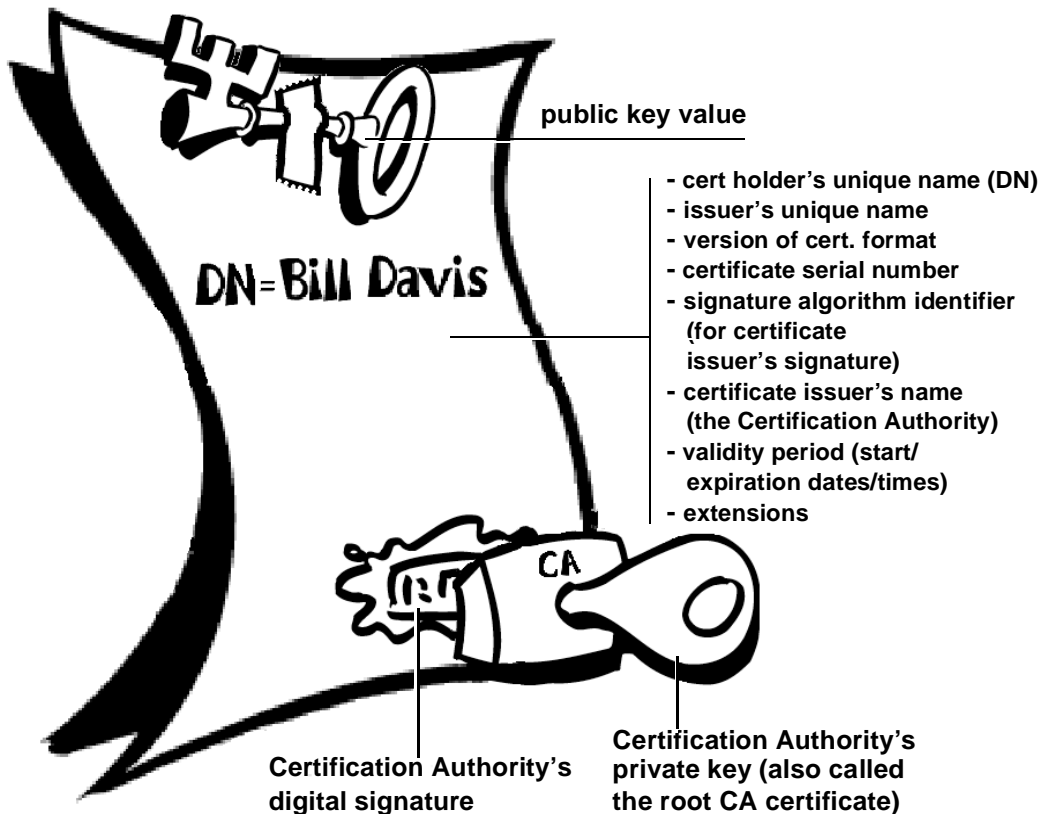 public key value
- cert holder's unique name (DN)
- issuer's unique name
- version of cert. format
- certificate serial number
- signature algorithm identifier
(for certificate
issuer's signature)
- certificate issuer's name
(the Certification Authority)
- validity period (start/
expiration dates/times)
- extensions
DN=Bill Davis
CA
Certification Authority's
digital signature
Certification Authority's
private key (also called
the root CA certificate)